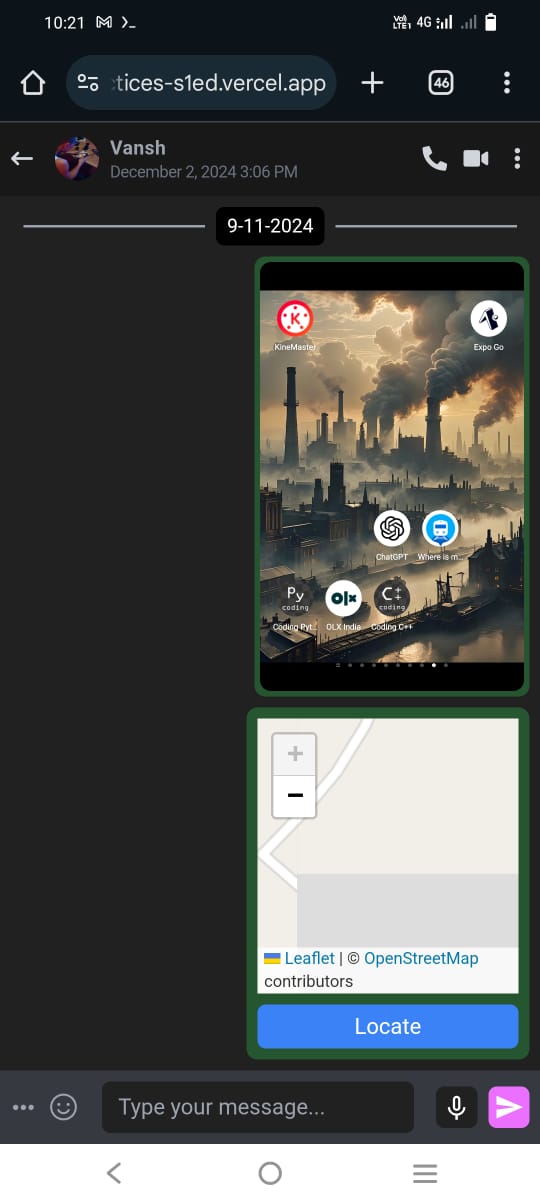 10:21
Vo)) LTE1 4G
tices-s1ed.vercel.app
46
Vansh
December 2, 2024 3:06 PM
9-11-2024
KineMaster
Expo Go
ChatGPT
Where is m...
Py
coding
OLX
C++
coding
Coding Pyt...
OLX India
Coding C++
+
−
Leaflet | © OpenStreetMap
contributors
Locate
Type your message...